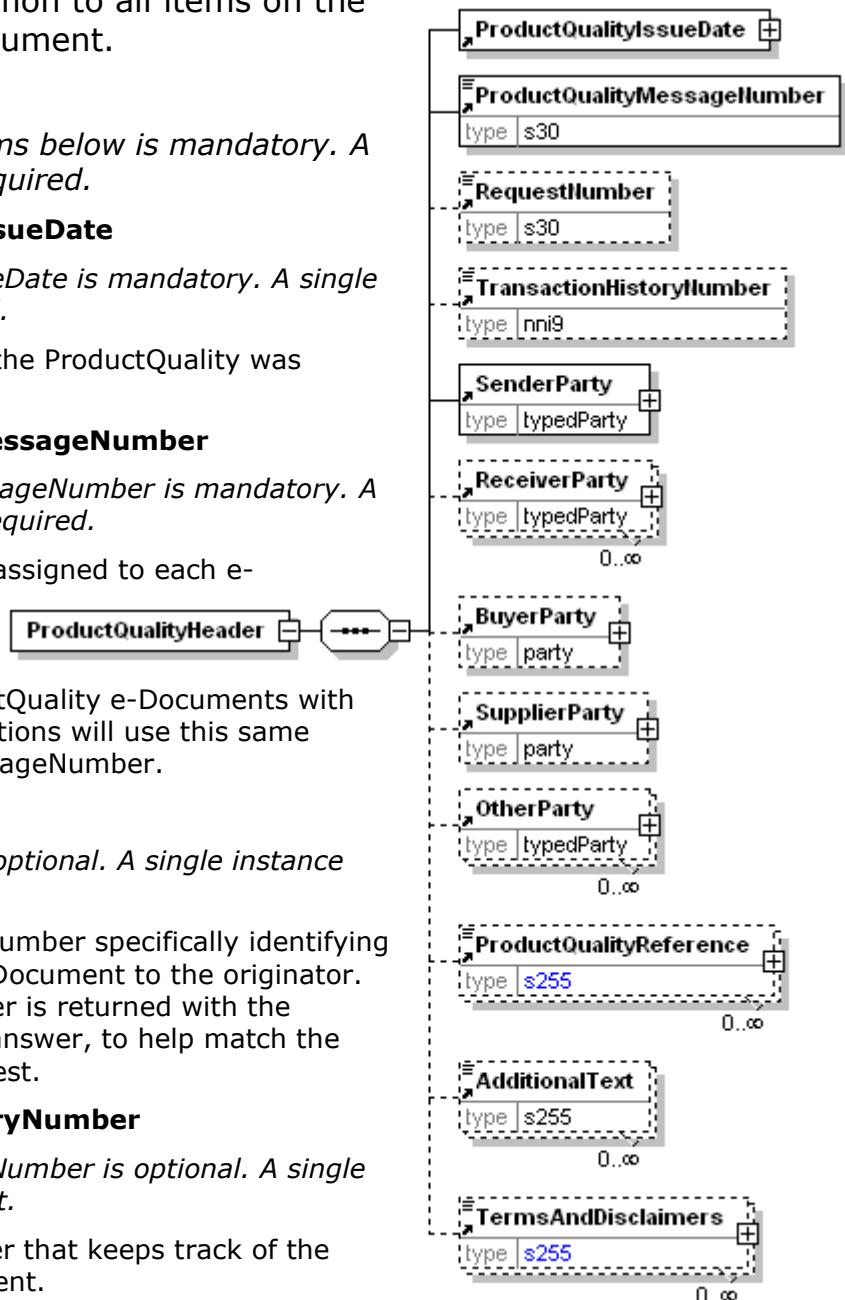 tion to all items on the
ument.
ms below is mandatory. A
quired.
ssueDate
eDate is mandatory. A single
.
the ProductQuality was
essageNumber
sageNumber is mandatory. A
equired.
assigned to each e-
tQuality e-Documents with
tions will use this same
ageNumber.
optional. A single instance
umber specifically identifying
Document to the originator.
er is returned with the
answer, to help match the
est.
ryNumber
Number is optional. A single
t.
er that keeps track of the
ent.
ProductQualityHeader
ProductQualityIssueDate
ProductQualityMessageNumber
type s30
RequestNumber
type s30
TransactionHistoryNumber
type nni9
SenderParty
type typedParty
ReceiverParty
type typedParty
0..∞
BuyerParty
type party
SupplierParty
type party
OtherParty
type typedParty
0..∞
ProductQualityReference
type s255
0..∞
AdditionalText
type s255
0..∞
TermsAndDisclaimers
type s255
0..∞